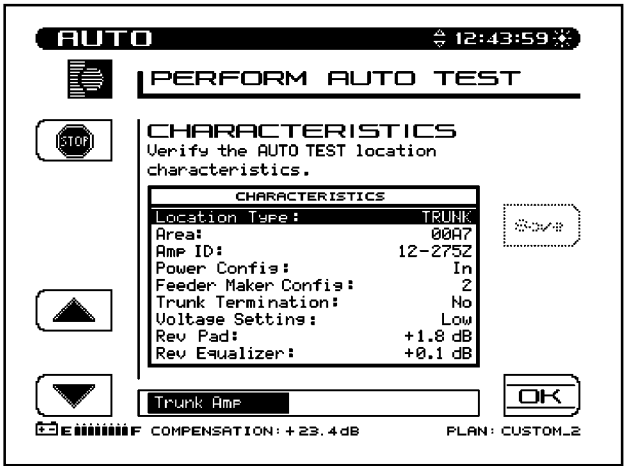 AUTO 12:43:59
PERFORM AUTO TEST
STOP
CHARACTERISTICS
Verify the AUTO TEST location
characteristics.
CHARACTERISTICS
Location Type: TRUNK
Area: 00A7
Amp ID: 12-275Z
Power Config: In
Feeder Maker Config: 2
Trunk Termination: No
Voltage Setting: Low
Rev Pad: +1.8 dB
Rev Equalizer: +0.1 dB
Save
Trunk Amp
OK
E F COMPENSATION:+23.4dB PLAN: CUSTOM_2